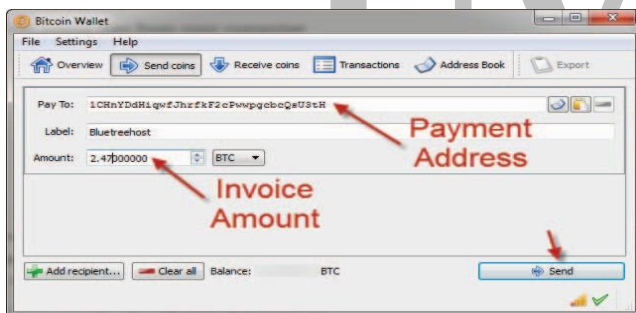 Bitcoin Wallet
File Settings Help
Overview Send coins Receive coins Transactions Address Book Export
Pay To: 1CHnYDdHiqwfJhrfkF2cPwwpgcbcQsU3tH
Payment
Address
Label: Bluetreehost
Amount: 2.47000000 BTC
Invoice
Amount
Add recipient... Clear all Balance: BTC Send